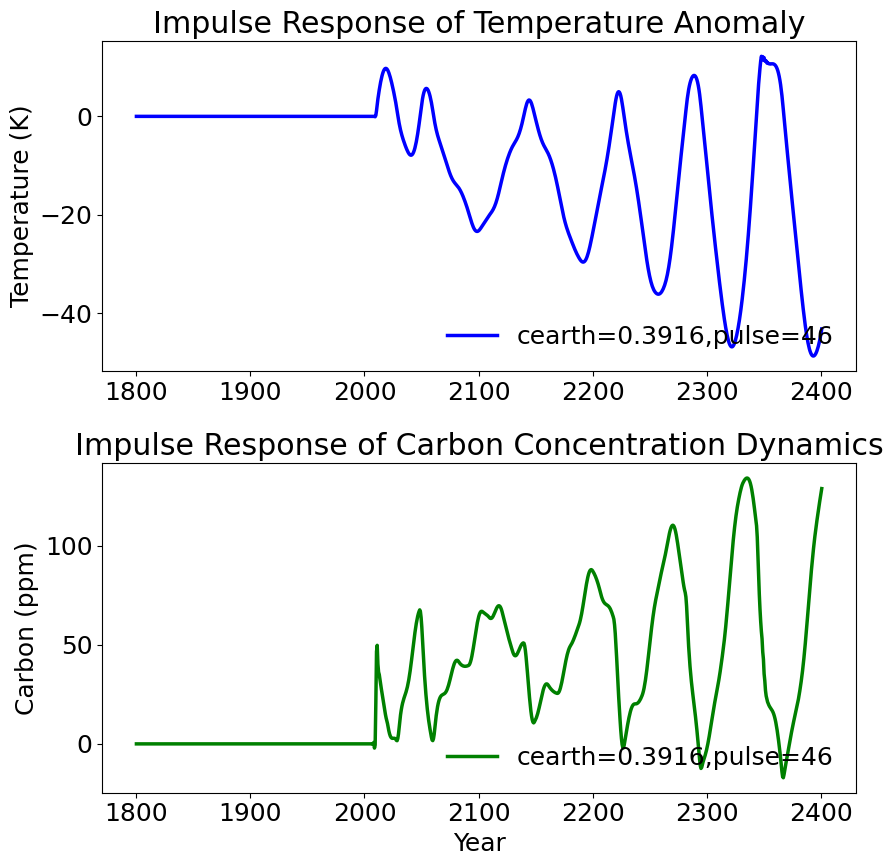 Impulse Response of Temperature Anomaly
Temperature (K)
0
−20
−40
cearth=0.3916,pulse=46
1800 1900 2000 2100 2200 2300 2400
Impulse Response of Carbon Concentration Dynamics
Carbon (ppm)
100
50
0
cearth=0.3916,pulse=46
1800 1900 2000 2100 2200 2300 2400
Year